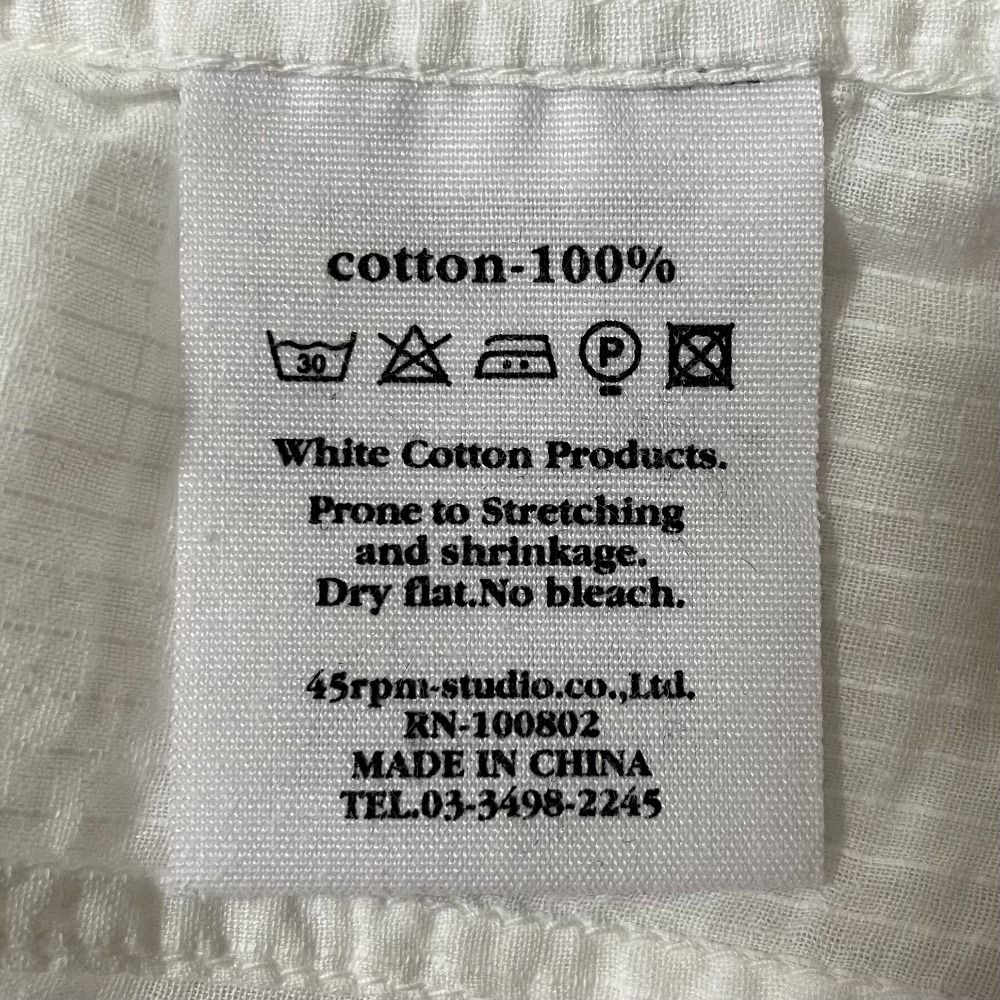 cotton-100%
30 P
White Cotton Products.
Prone to Stretching
and shrinkage.
Dry flat.No bleach.
45rpm-studio.co.,Ltd.
RN-100802
MADE IN CHINA
TEL.03-3498-2245